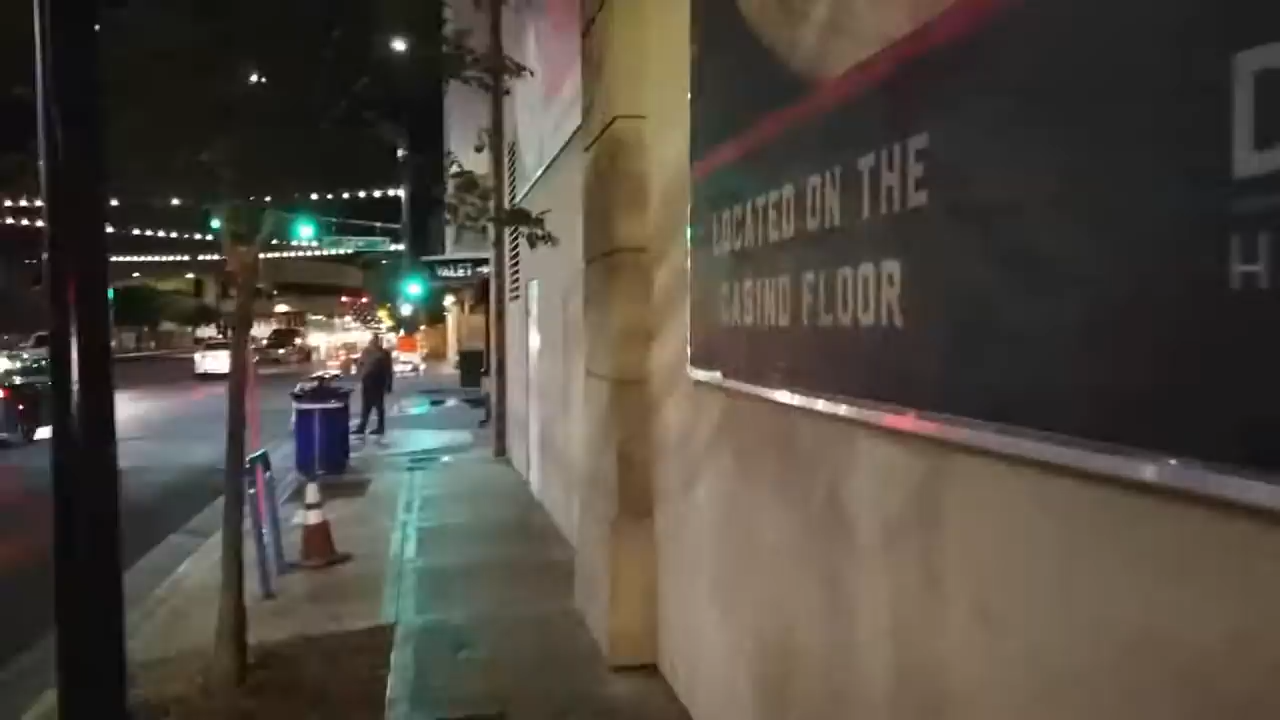 VALET
LOCATED ON THE
CASINO FLOOR
D
H